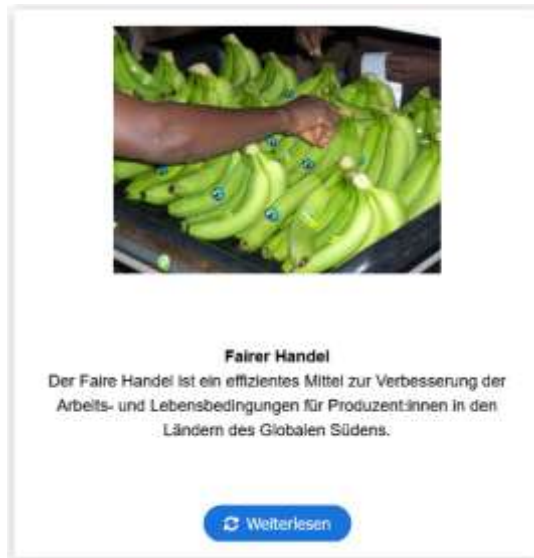 Fairer Handel
Der Faire Handel ist ein effizientes Mittel zur Verbesserung der
Arbeits- und Lebensbedingungen für Produzent:innen in den
Ländern des Globalen Südens.
Weiterlesen